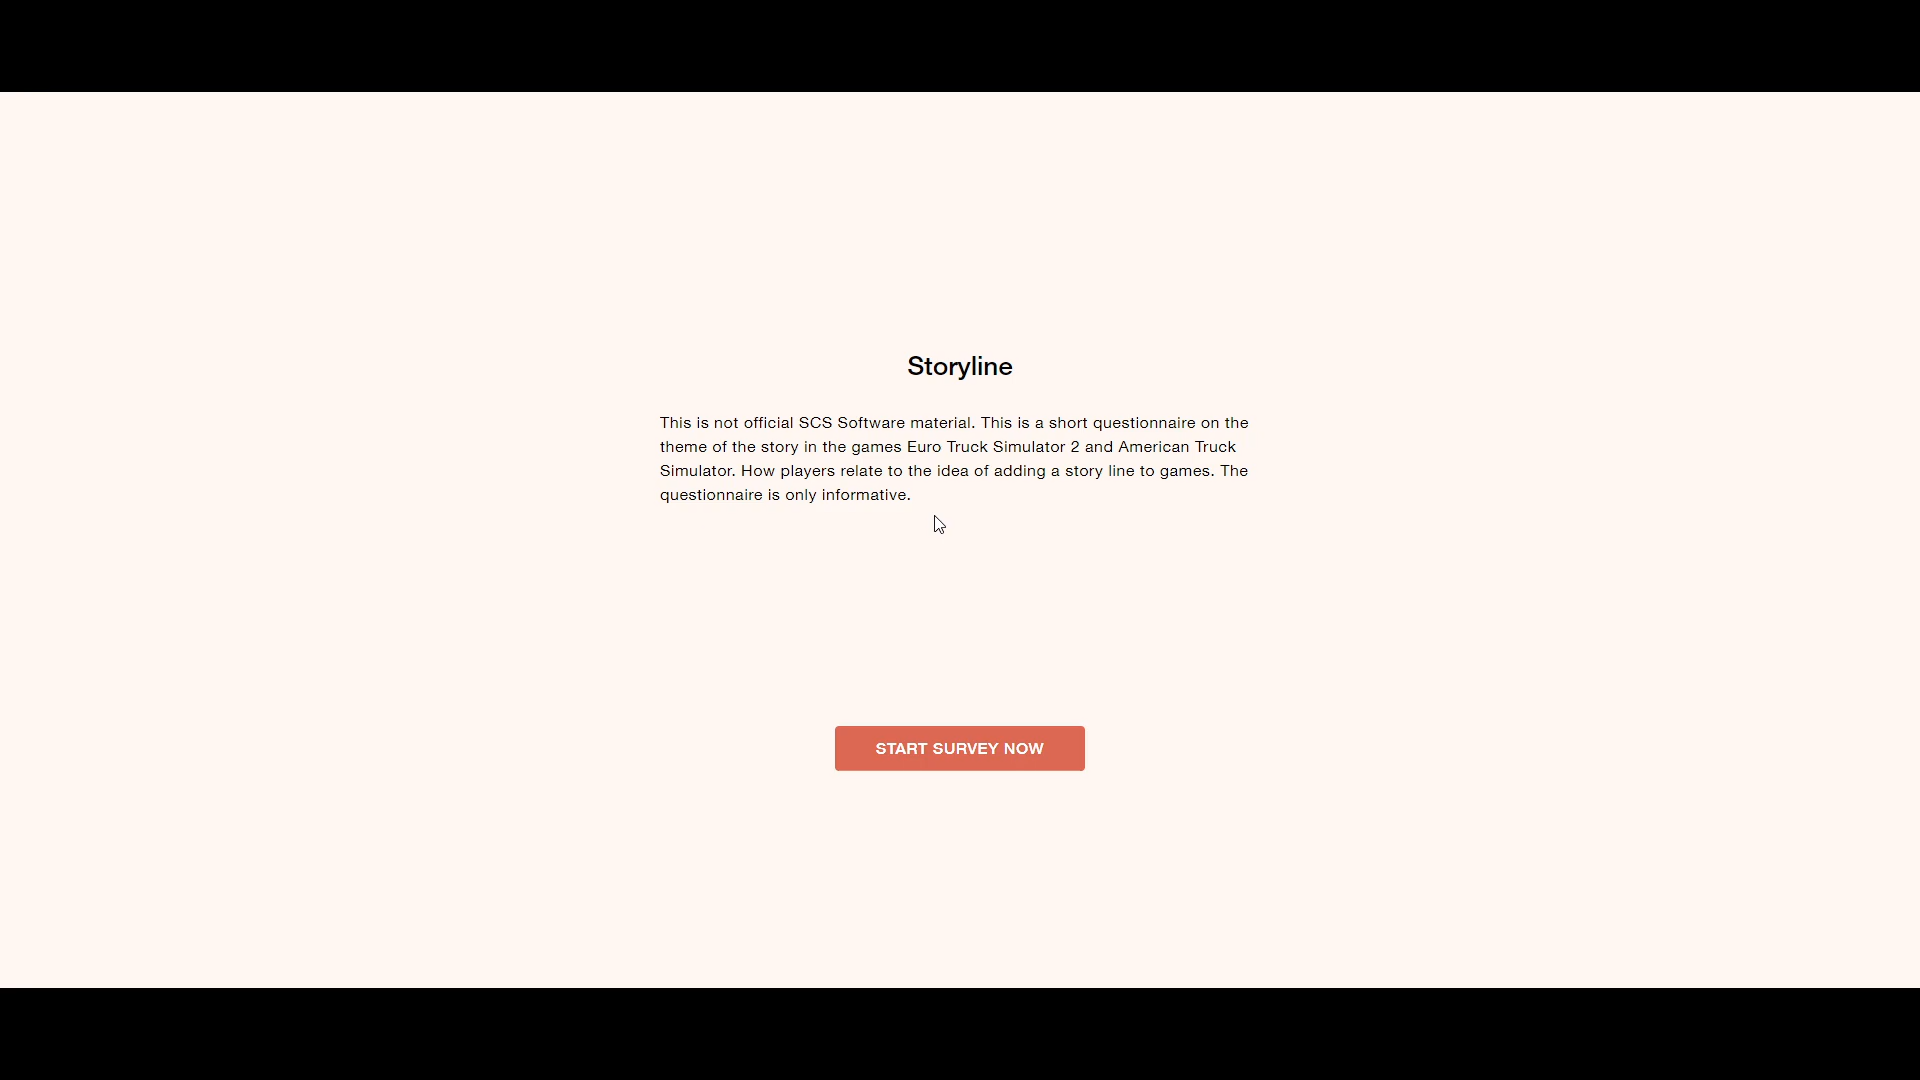 Storyline
This is not official SCS Software material. This is a short questionnaire on the
theme of the story in the games Euro Truck Simulator 2 and American Truck
Simulator. How players relate to the idea of adding a story line to games. The
questionnaire is only informative.
START SURVEY NOW